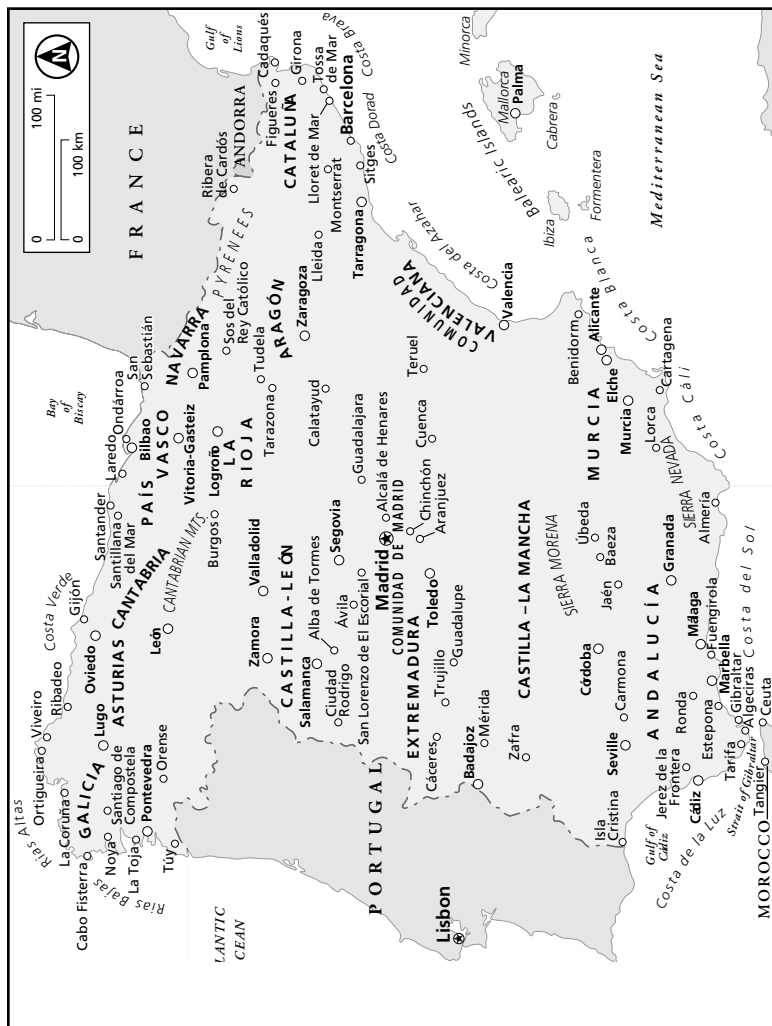 N
0
100 mi
0
100 km
FRANCE
Gulf
of
Lions
Bay
of
Biscay
Rías Altas
Ortigueira
Viveiro
Ribadeo
Costa Verde
Gijón
Santander
Laredo
Ondárroa
San
Sebastián
La Coruña
Lugo
Oviedo
Santillana
del Mar
Bilbao
Cabo Fisterra
GALICIA
ASTURIAS
CANTABRIA
PAÍS
VASCO
NAVARRA
Pamplona
PYRENEES
Ribera
de Cardós
ANDORRA
Cadaqués
Figueres
Girona
Noya
Santiago de
Compostela
La Toja
Pontevedra
Orense
Túy
Rías Bajas
León
CANTABRIAN MTS.
Vitoria-Gasteiz
Burgos
Logroño
LA
RIOJA
Sos del
Rey Católico
Tudela
Tarazona
ARAGÓN
Zaragoza
Lleida
CATALUÑA
Lloret de Mar
Tossa
de Mar
Costa Brava
Montserrat
Barcelona
Sitges
Costa Dorad
Tarragona
LANTIC
CEAN
Zamora
Valladolid
CASTILLA-LEÓN
Salamanca
Alba de Tormes
Segovia
Ávila
Ciudad
Rodrigo
San Lorenzo de El Escorial
Calatayud
Guadalajara
Alcalá de Henares
Madrid
COMUNIDAD DE MADRID
Chinchón
Aranjuez
Cuenca
Teruel
PORTUGAL
Lisbon
EXTREMADURA
Cáceres
Trujillo
Guadalupe
Toledo
Badajoz
Mérida
Zafra
CASTILLA–LA MANCHA
COMUNIDAD
VALENCIANA
Valencia
Costa del Azahar
Balearic Islands
Minorca
Mallorca
Palma
Cabrera
Ibiza
Formentera
Mediterranean Sea
SIERRA MORENA
Córdoba
Jaén
Úbeda
Baeza
MURCIA
Murcia
Elche
Alicante
Benidorm
Costa Blanca
Lorca
Cartagena
Costa Cáli
Isla
Cristina
Seville
Carmona
ANDALUCÍA
Granada
SIERRA NEVADA
Almería
Gulf of
Cádiz
Jerez de la
Frontera
Cádiz
Costa de la Luz
Ronda
Estepona
Málaga
Fuengirola
Marbella
Gibraltar
Algeciras
Costa del Sol
Tarifa
Strait of Gibraltar
Tangier
Ceuta
MOROCCO